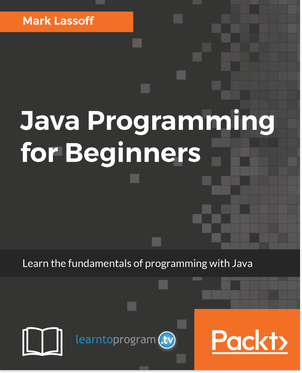 Mark Lassoff
Java Programming
for Beginners
Learn the fundamentals of programming with Java
learntoprogram.tv
Packt>